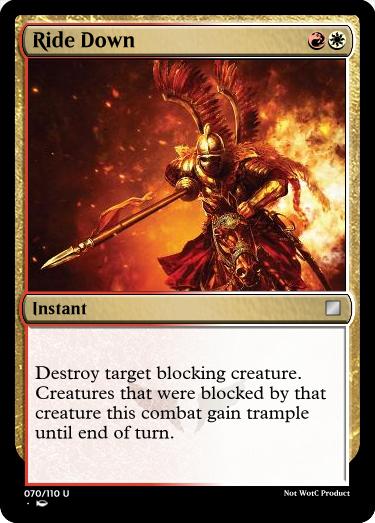 Ride Down
Instant
Destroy target blocking creature.
Creatures that were blocked by that
creature this combat gain trample
until end of turn.
070/110 U
Not WotC Product